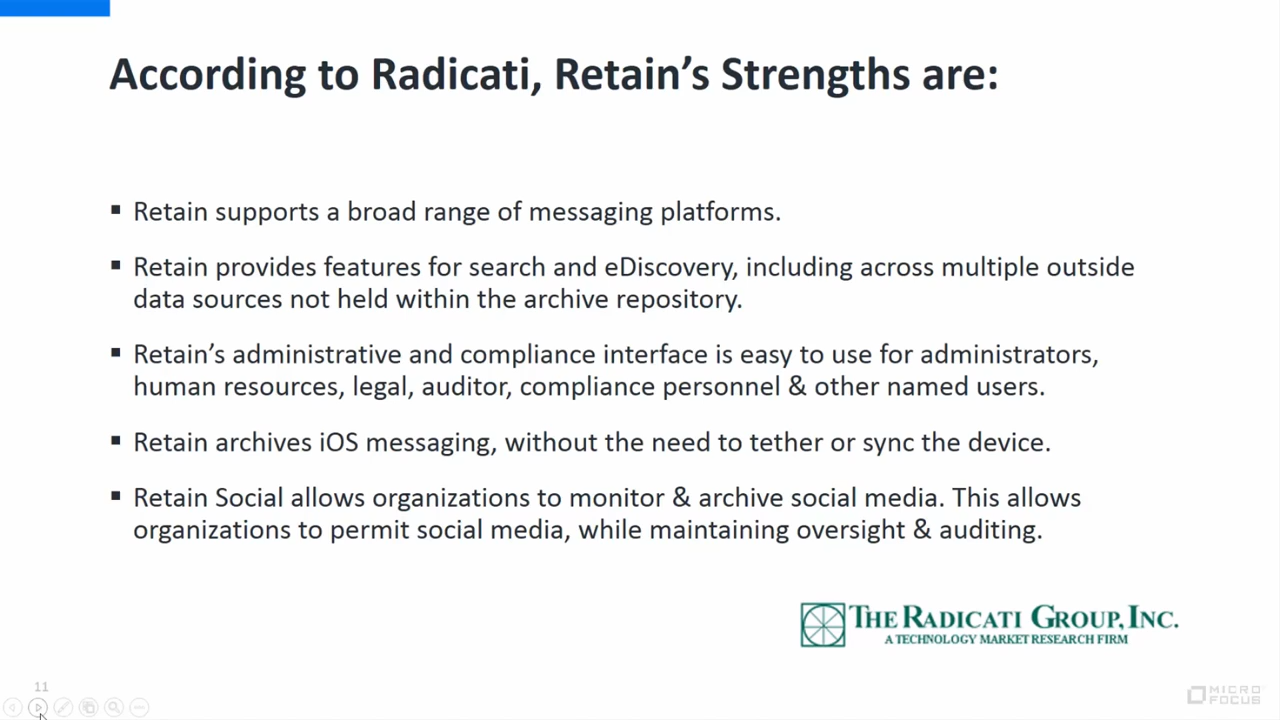 According to Radicati, Retain’s Strengths are:
▪ Retain supports a broad range of messaging platforms.
▪ Retain provides features for search and eDiscovery, including across multiple outside
data sources not held within the archive repository.
▪ Retain’s administrative and compliance interface is easy to use for administrators,
human resources, legal, auditor, compliance personnel & other named users.
▪ Retain archives iOS messaging, without the need to tether or sync the device.
▪ Retain Social allows organizations to monitor & archive social media. This allows
organizations to permit social media, while maintaining oversight & auditing.
THE RADICATI GROUP, INC.
A TECHNOLOGY MARKET RESEARCH FIRM
11
MICRO
FOCUS